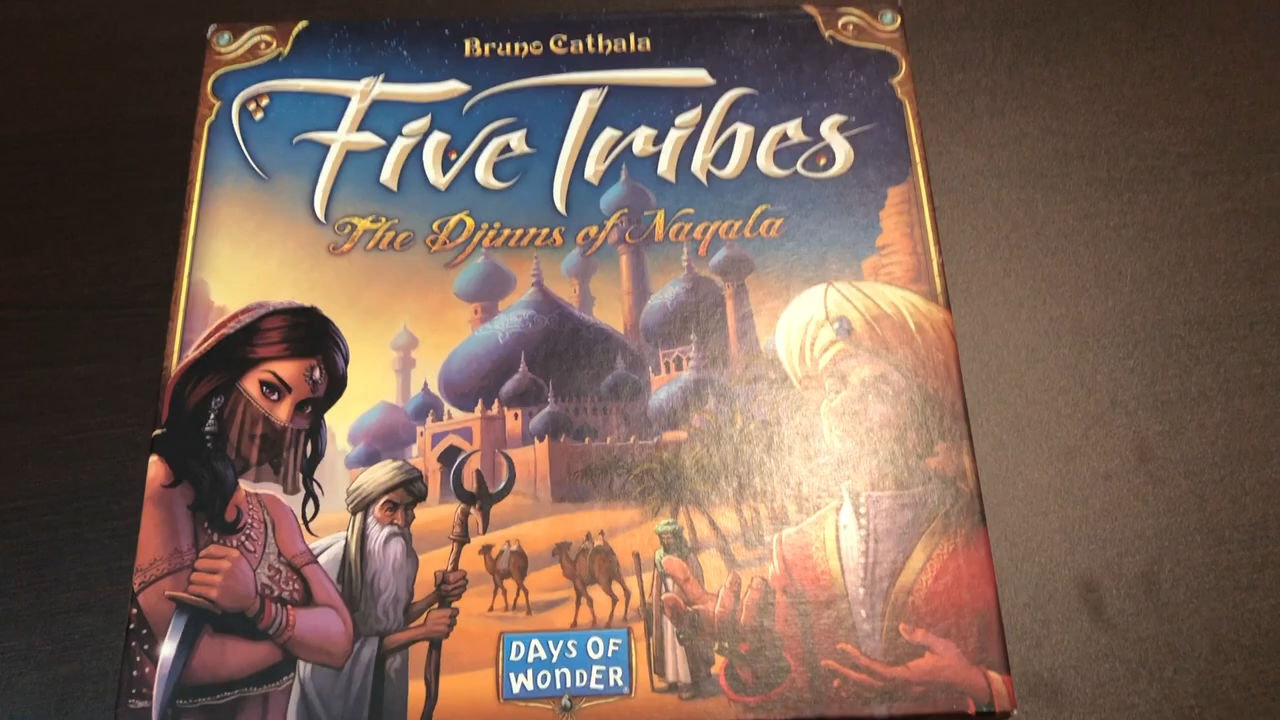 Bruno Cathala
Five Tribes
The Djinns of Naqala
DAYS OF
WONDER